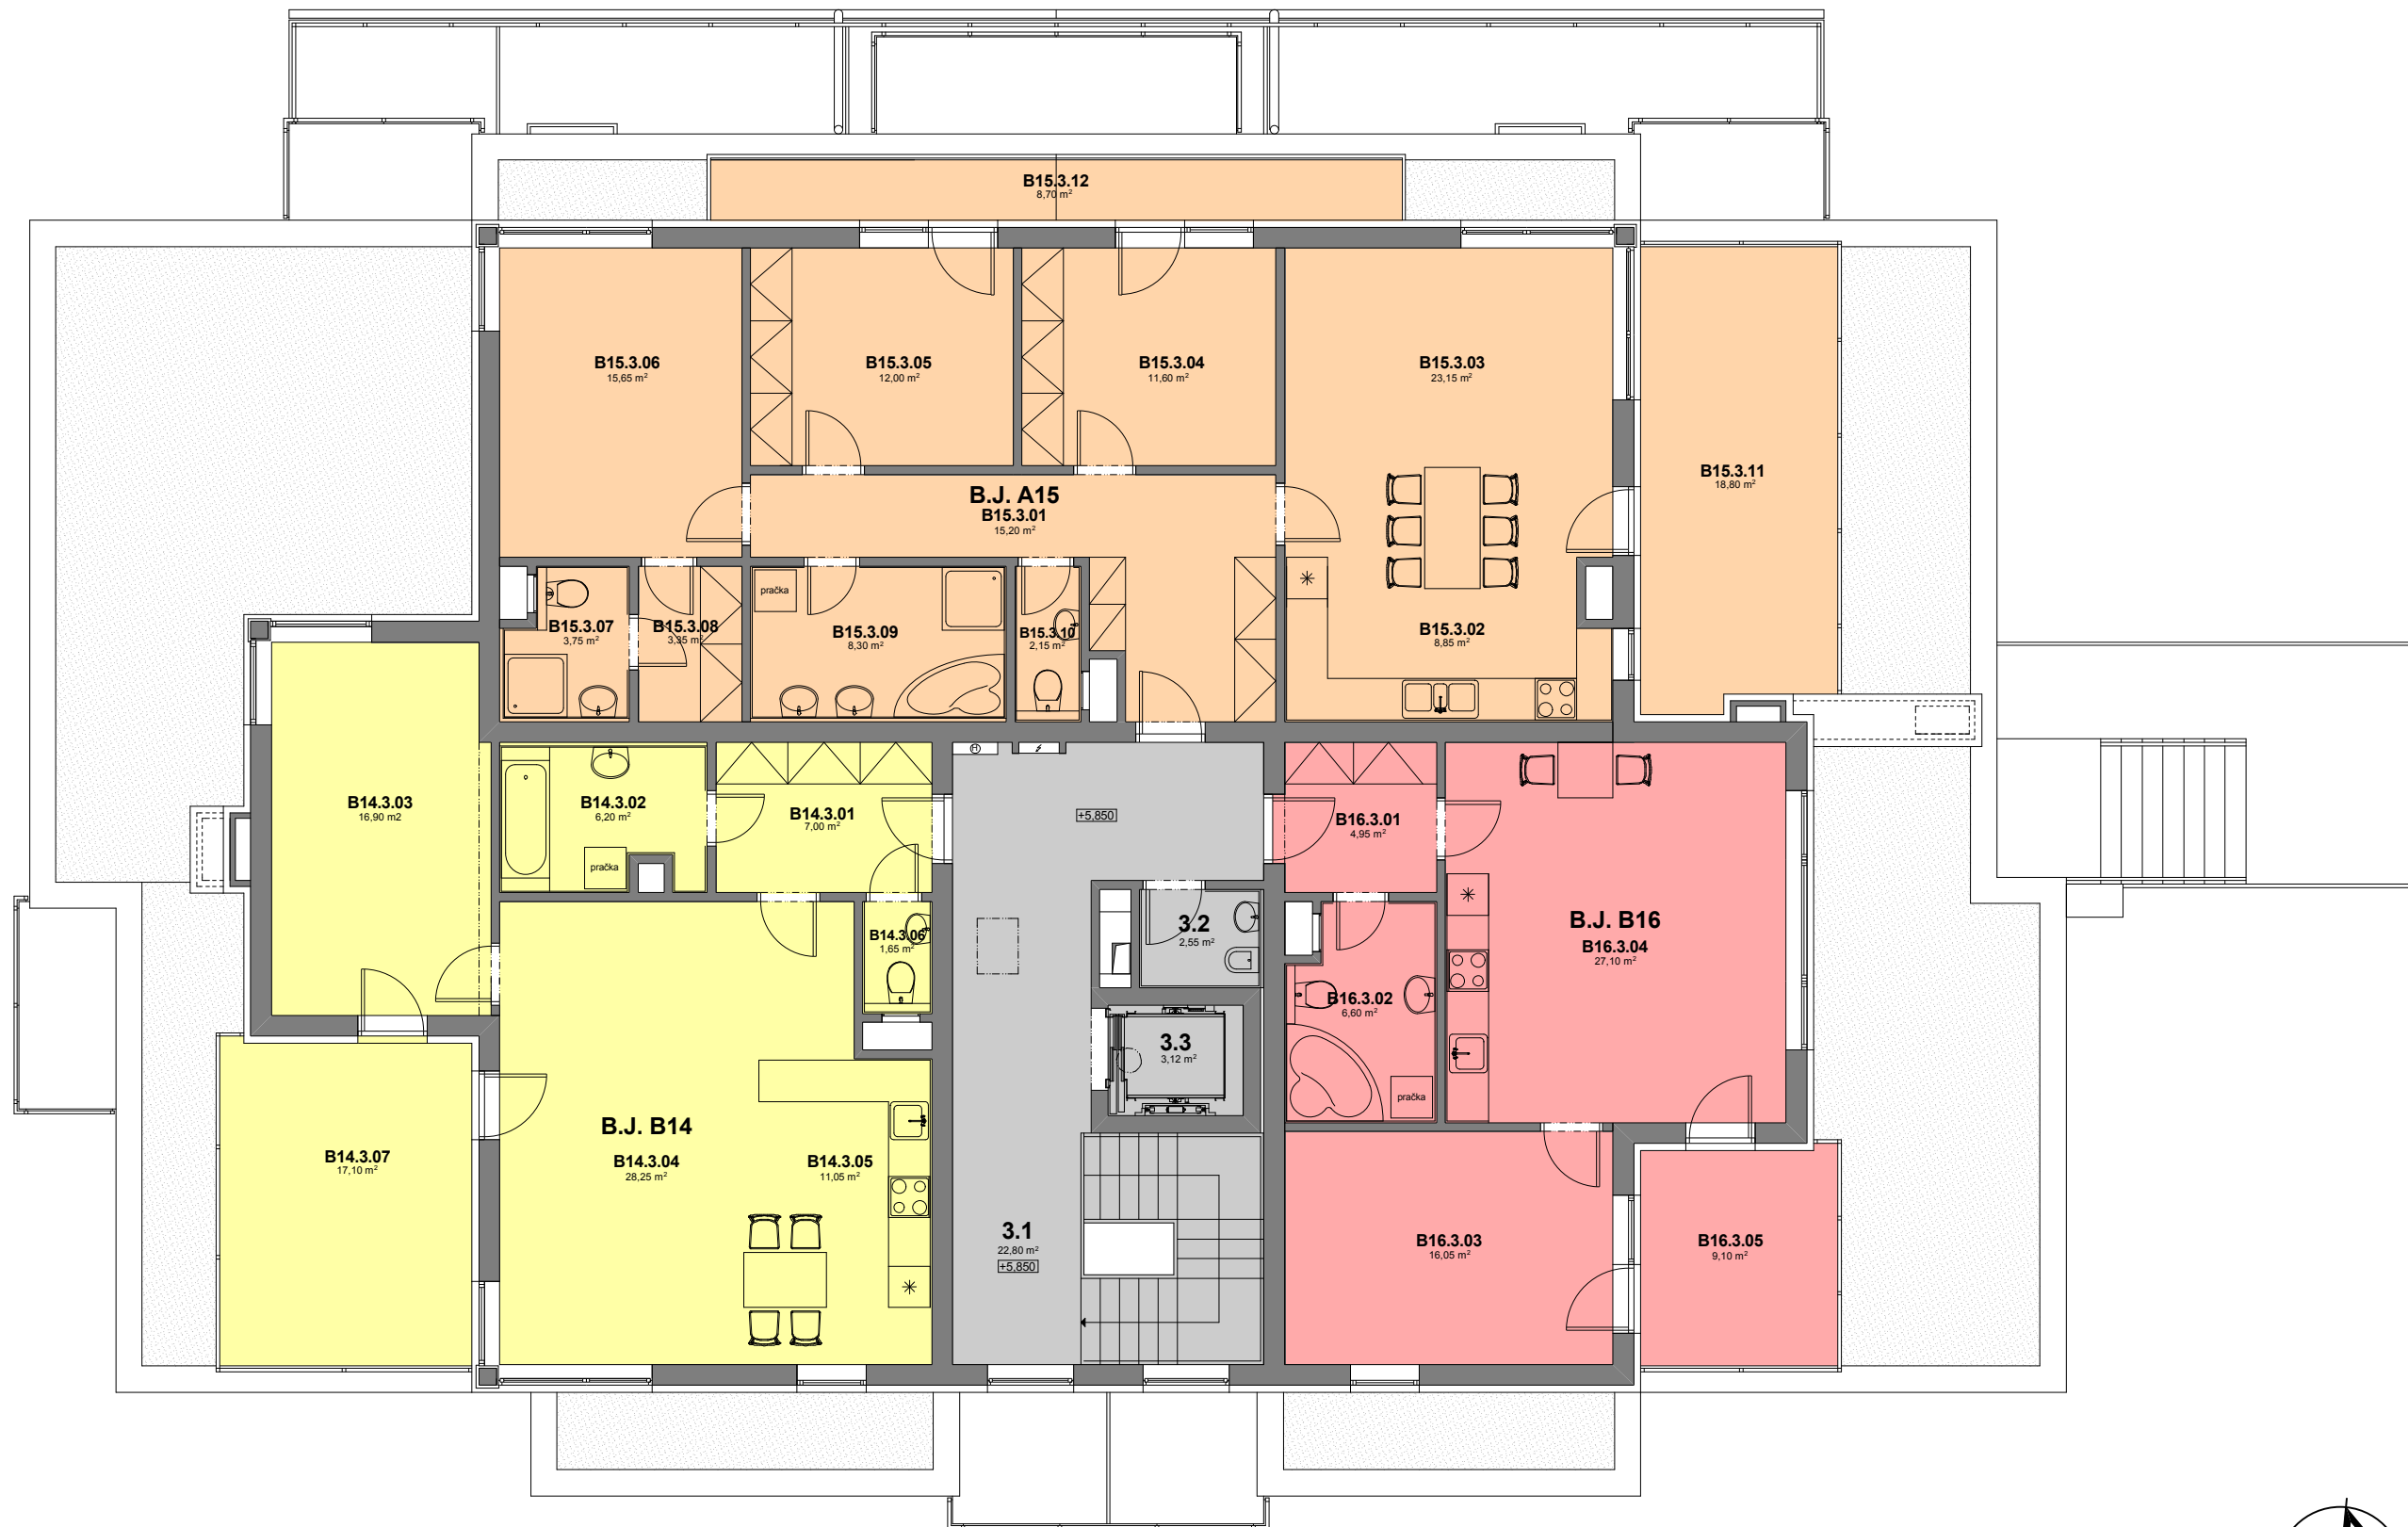 B15.3.12
8,70 m²
B15.3.06
15,65 m²
B15.3.05
12,00 m²
B15.3.04
11,60 m²
B15.3.03
23,15 m²
B15.3.11
18,80 m²
B.J. A15
B15.3.01
15,20 m²
pračka
B15.3.07
3,75 m²
B15.3.08
3,35 m²
B15.3.09
8,30 m²
B15.3.10
2,15 m²
B15.3.02
8,85 m²
B14.3.03
16,90 m2
B14.3.02
6,20 m²
pračka
B14.3.01
7,00 m²
H
+5,850
B16.3.01
4,95 m²
B14.3.06
1,65 m²
3.2
2,55 m²
B.J. B16
B16.3.04
27,10 m²
B16.3.02
6,60 m²
pračka
3.3
3,12 m²
B.J. B14
B14.3.04
28,25 m²
B14.3.05
11,05 m²
B14.3.07
17,10 m²
3.1
22,80 m²
+5,850
B16.3.03
16,05 m²
B16.3.05
9,10 m²